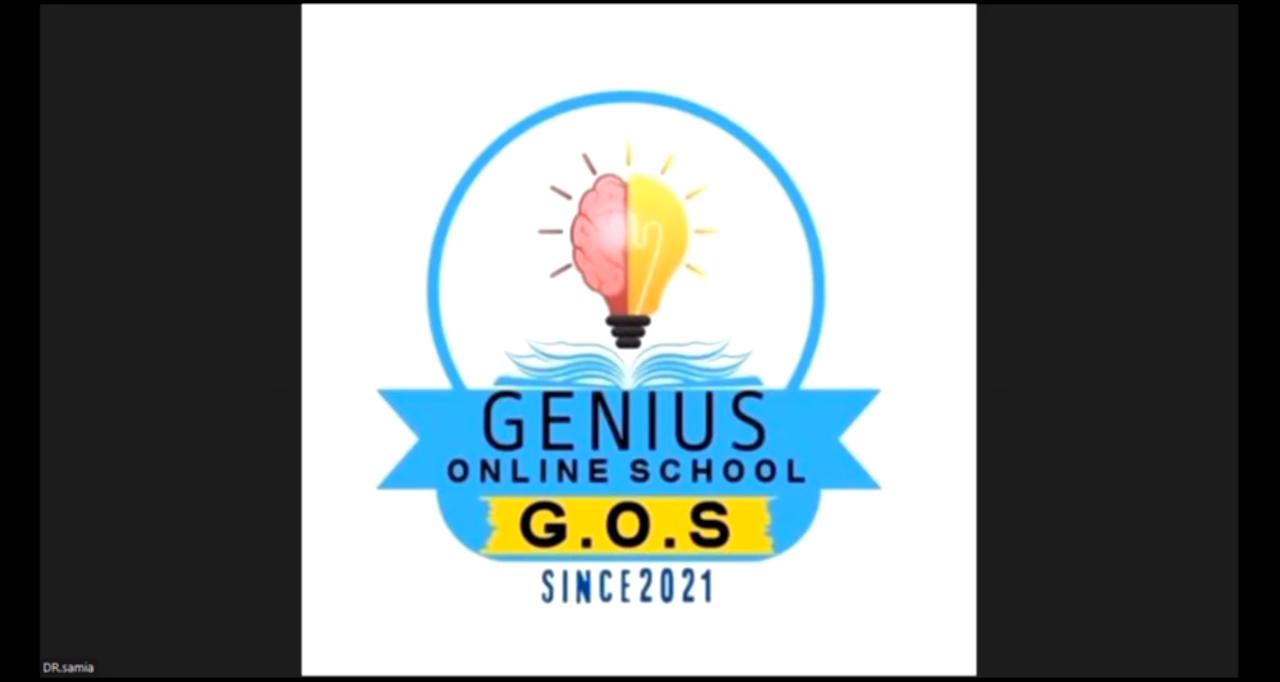 GENIUS
ONLINE SCHOOL
G.O.S
SINCE2021
DR.samia